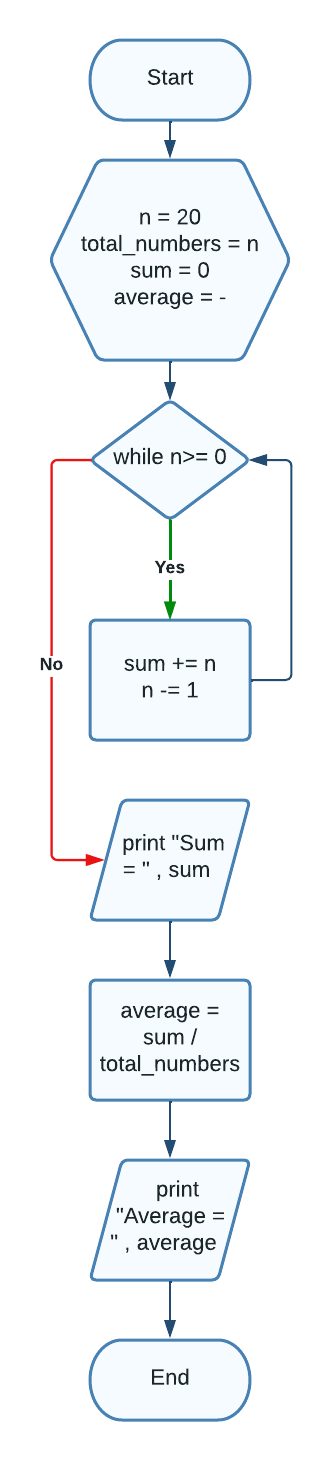 Start
n = 20
total_numbers = n
sum = 0
average = -
while n>= 0
Yes
No
sum += n
n -= 1
print "Sum
= " , sum
average =
sum /
total_numbers
print
"Average =
" , average
End